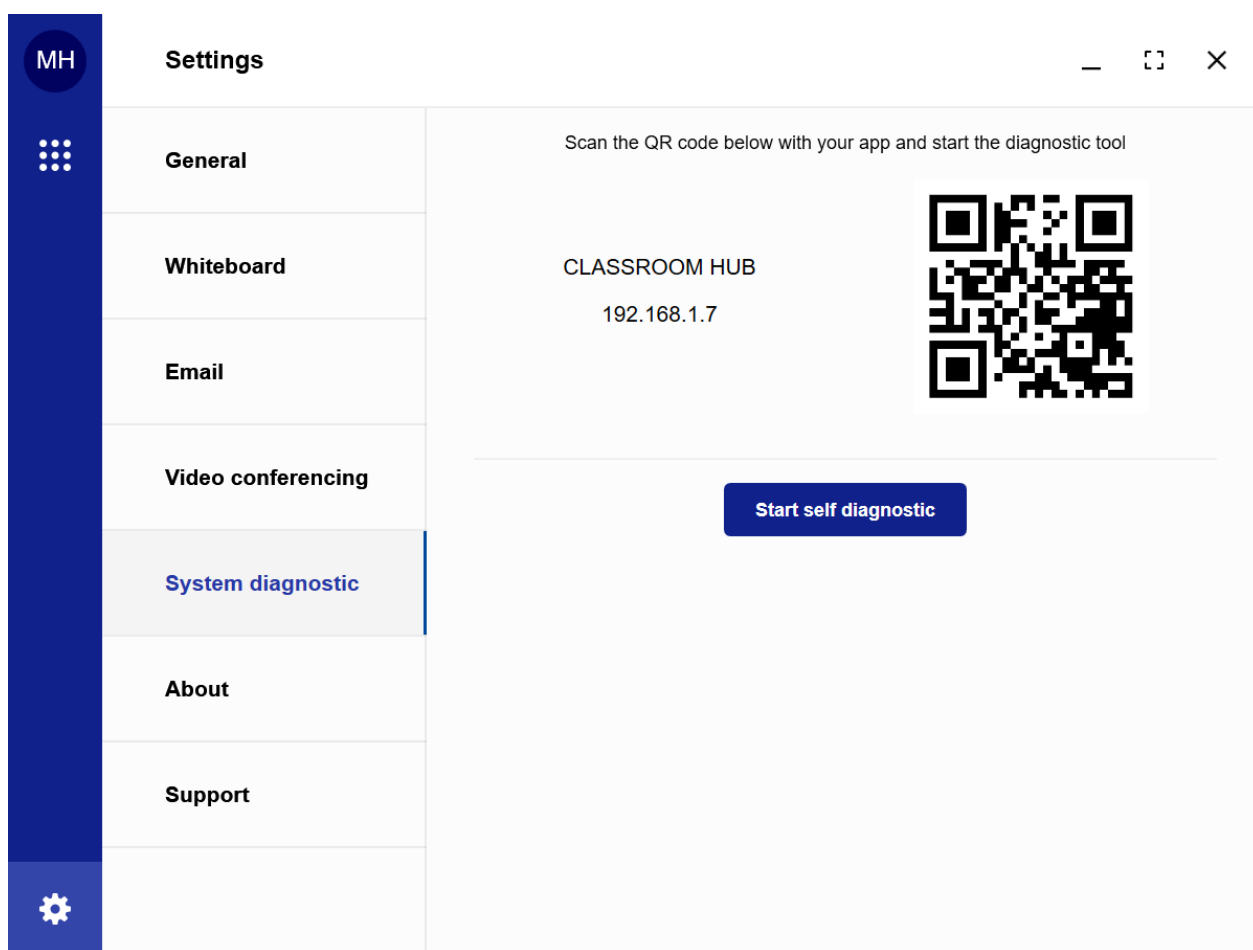 MH
Settings
General
Whiteboard
Email
Video conferencing
System diagnostic
About
Support
Scan the QR code below with your app and start the diagnostic tool
CLASSROOM HUB
192.168.1.7
Start self diagnostic